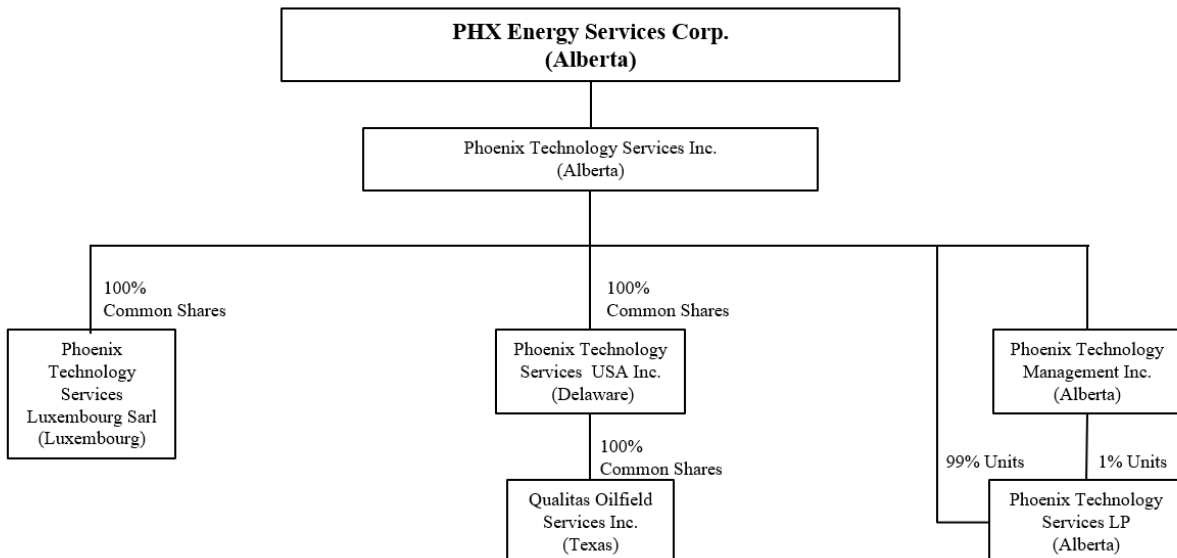 PHX Energy Services Corp.
(Alberta)
Phoenix Technology Services Inc.
(Alberta)
100%
Common Shares
100%
Common Shares
Phoenix
Technology
Services
Luxembourg Sarl
(Luxembourg)
Phoenix Technology
Services USA Inc.
(Delaware)
Phoenix Technology
Management Inc.
(Alberta)
100%
Common Shares
99% Units
1% Units
Qualitas Oilfield
Services Inc.
(Texas)
Phoenix Technology
Services LP
(Alberta)